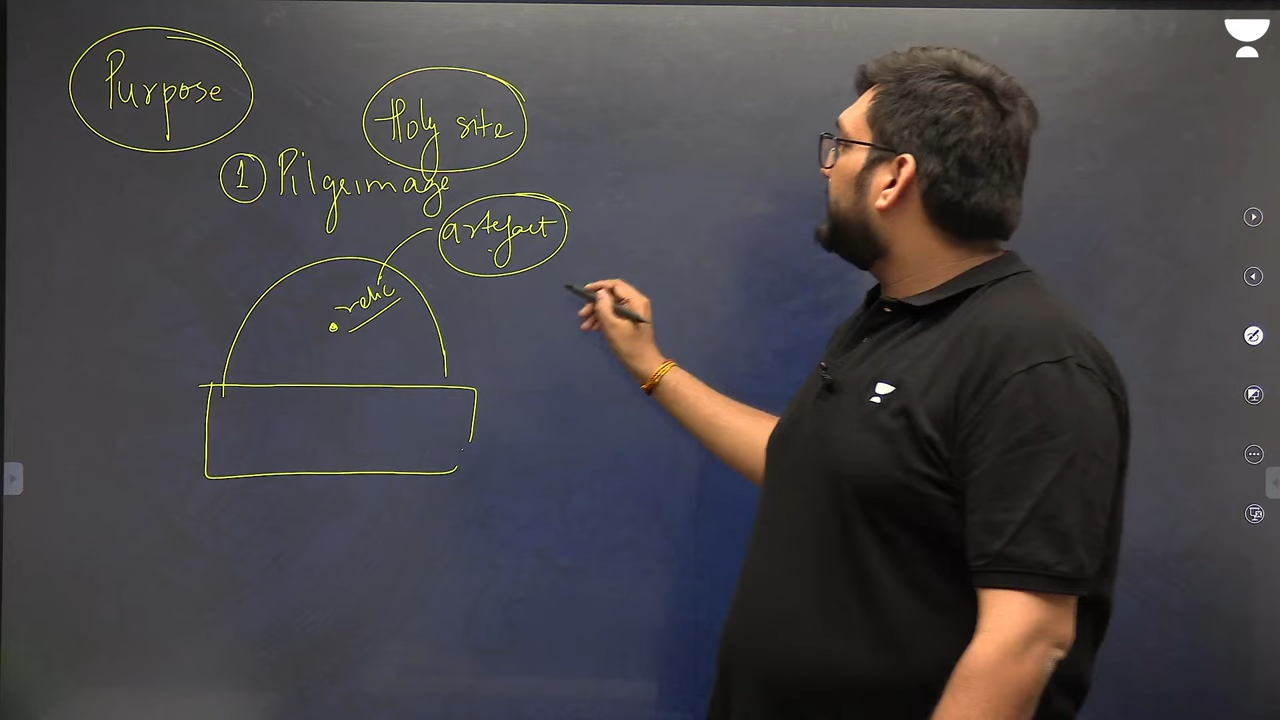 Purpose
Holy site
1 Pilgrimage
artefact
relic